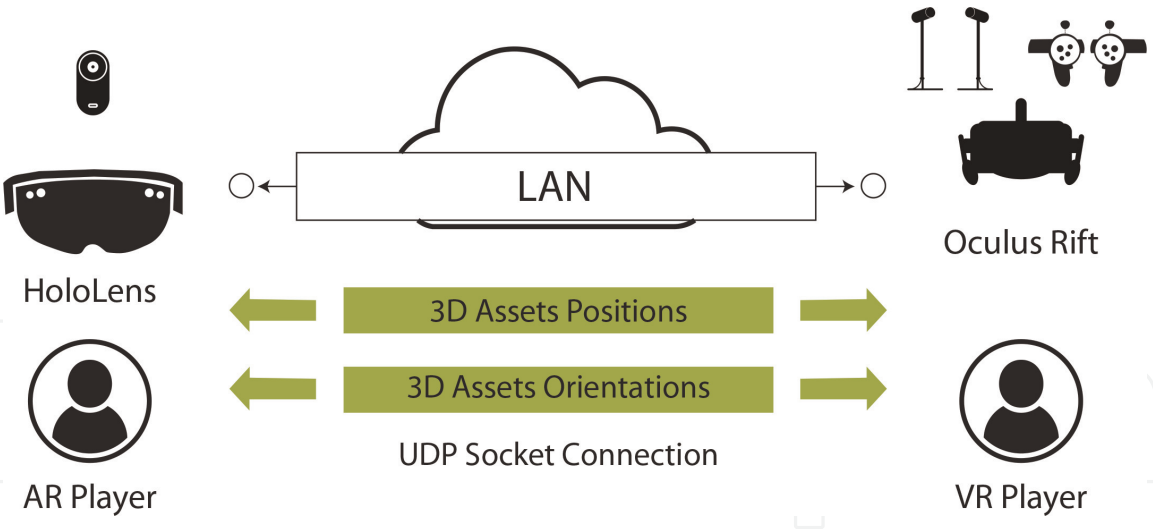 LAN
Oculus Rift
HoloLens
3D Assets Positions
3D Assets Orientations
UDP Socket Connection
AR Player
VR Player